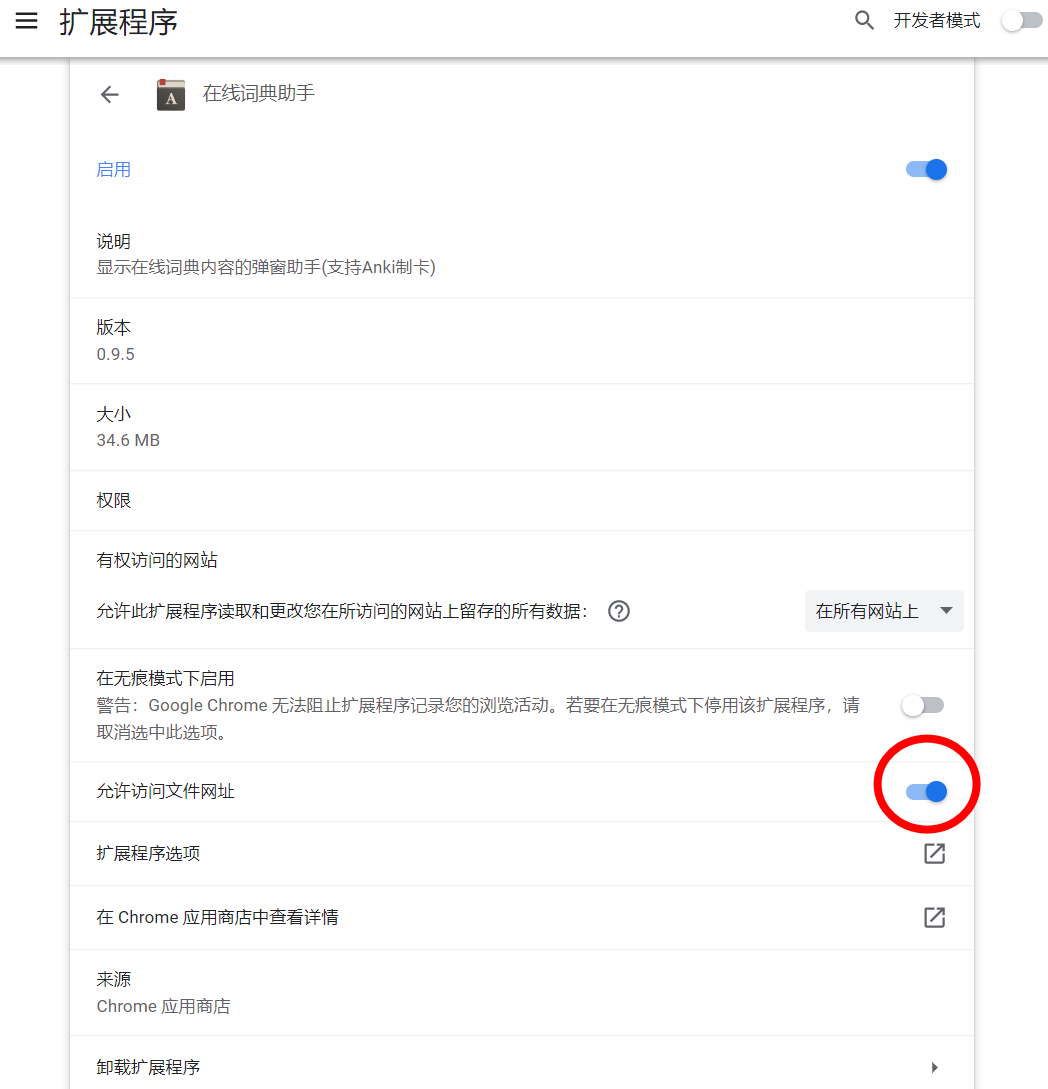 扩展程序
开发者模式
在线词典助手
启用
说明
显示在线词典内容的弹窗助手(支持Anki制卡)
版本
0.9.5
大小
34.6 MB
权限
有权访问的网站
允许此扩展程序读取和更改您在所访问的网站上留存的所有数据：
在所有网站上
在无痕模式下启用
警告：Google Chrome 无法阻止扩展程序记录您的浏览活动。若要在无痕模式下停用该扩展程序，请
取消选中此选项。
允许访问文件网址
扩展程序选项
在 Chrome 应用商店中查看详情
来源
Chrome 应用商店
卸载扩展程序